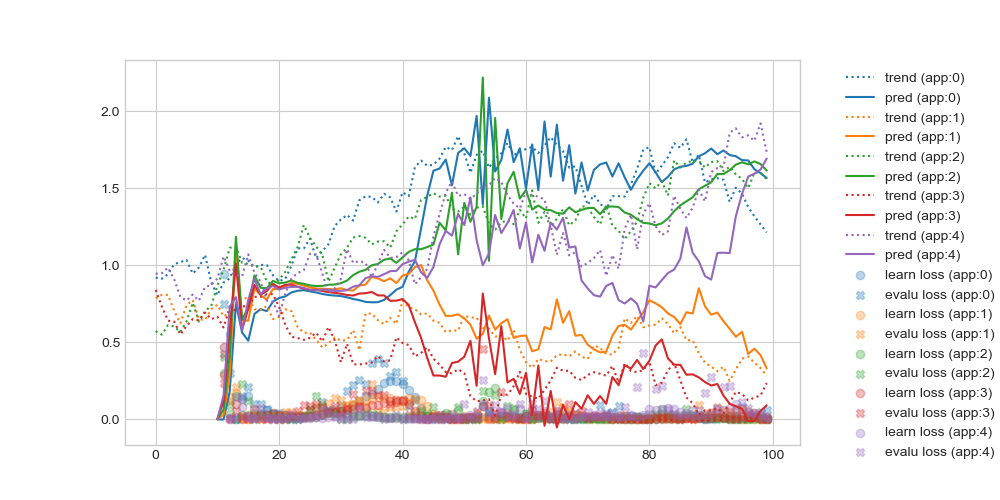 2.0
1.5
1.0
0.5
0.0
0
20
40
60
80
100
trend (app:0)
pred (app:0)
trend (app:1)
pred (app:1)
trend (app:2)
pred (app:2)
trend (app:3)
pred (app:3)
trend (app:4)
pred (app:4)
learn loss (app:0)
evalu loss (app:0)
learn loss (app:1)
evalu loss (app:1)
learn loss (app:2)
evalu loss (app:2)
learn loss (app:3)
evalu loss (app:3)
learn loss (app:4)
evalu loss (app:4)